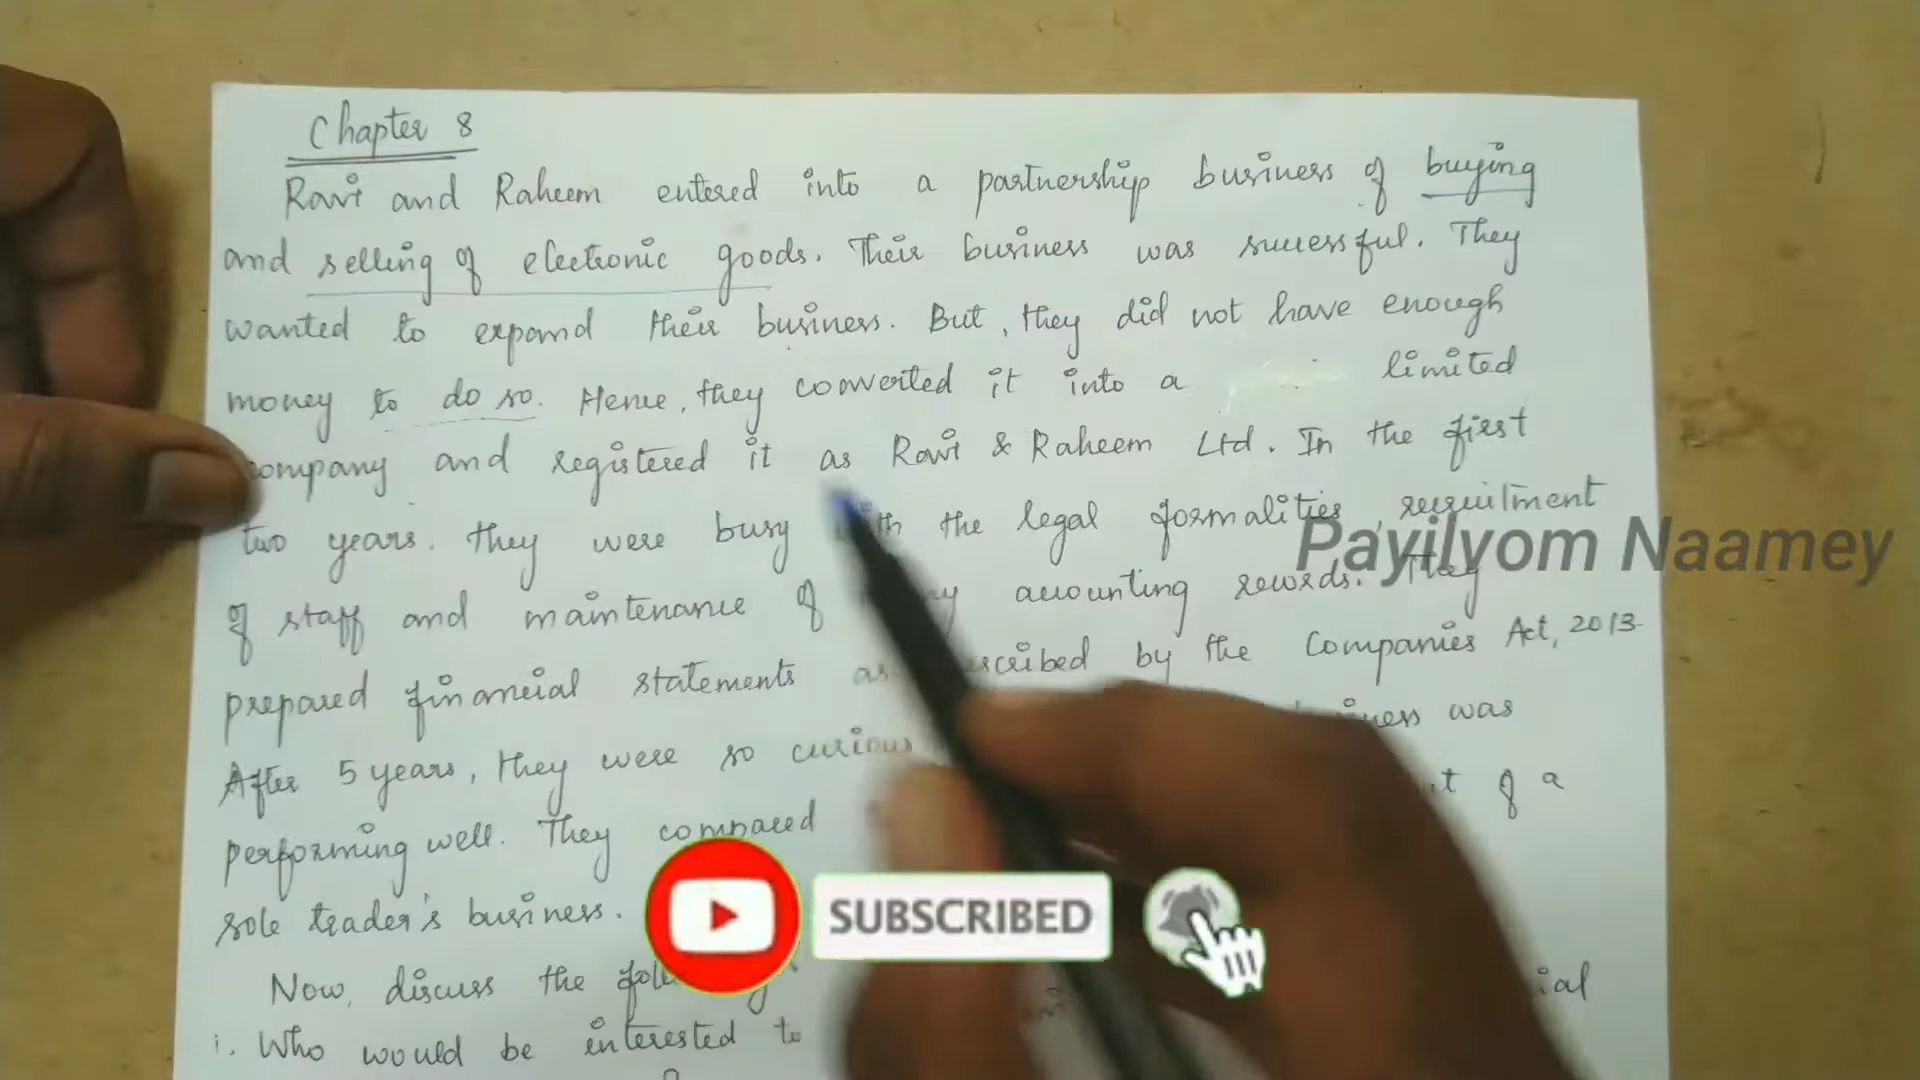 Chapter 8
Ravi and Raheem entered into a partnership business of buying
and selling of electronic goods. Their business was successful. They
wanted to expand their business. But, they did not have enough
money to do so. Hence, they converted it into a limited
company and registered it as Ravi & Raheem Ltd. In the first
two years. They were busy with the legal formalities, recruitment
Payilvom Naamey
of staff and maintenance of accounting records. They
prepared financial statements as by the Companies Act, 2013
After 5 years, they were so curious business was
performing well. They compared of a
sole trader's business.
SUBSCRIBED
Now, discuss the
i. Who would be interested to